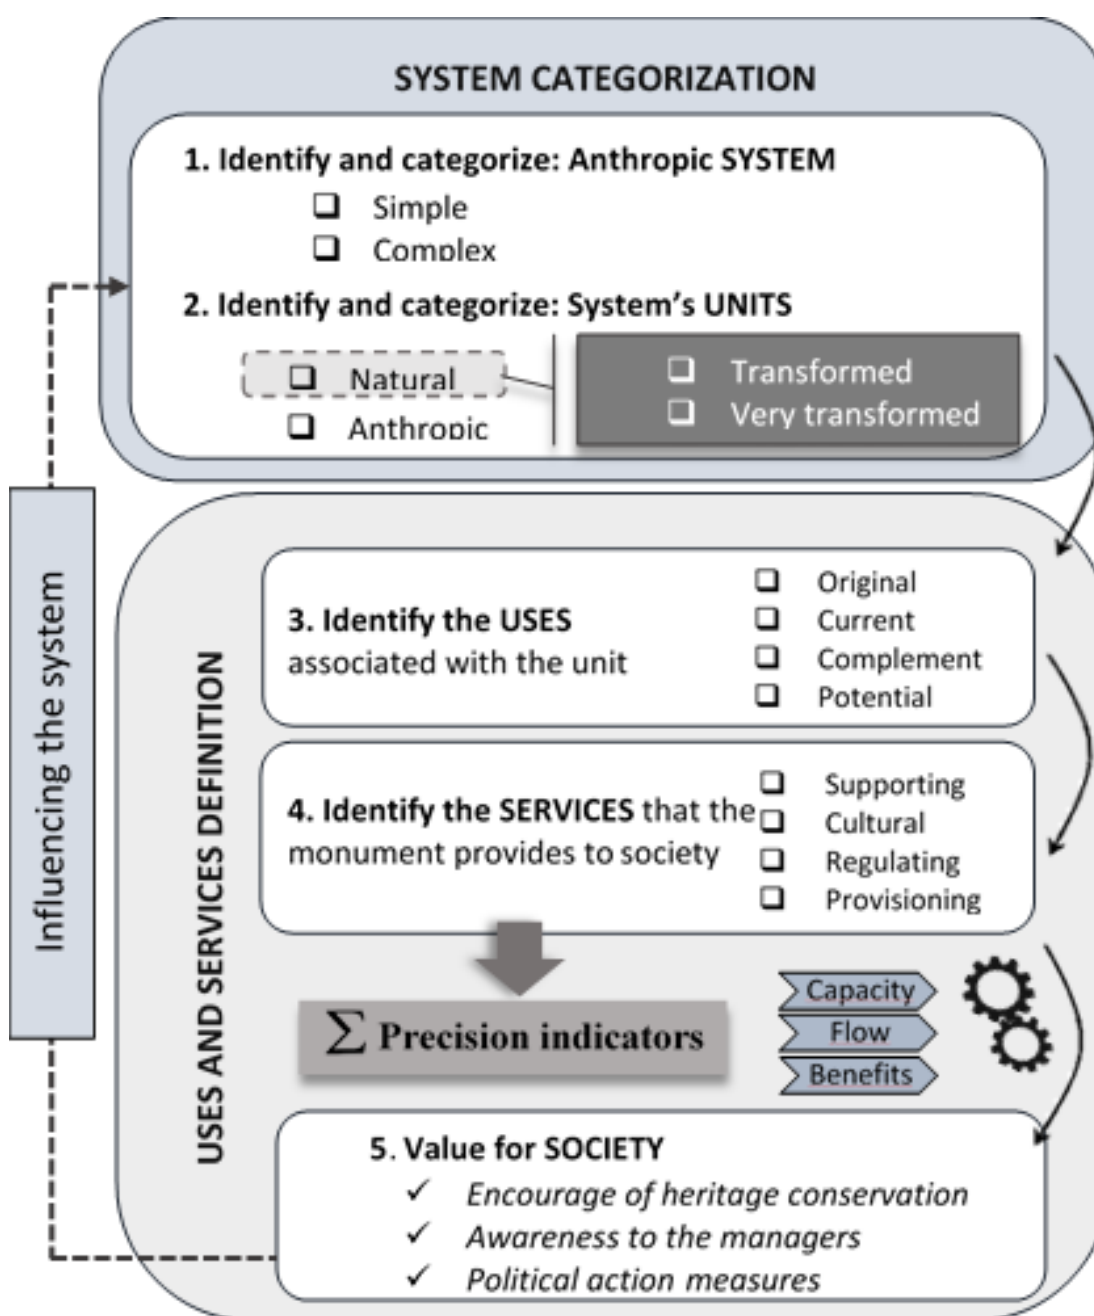 SYSTEM CATEGORIZATION
1. Identify and categorize: Anthropic SYSTEM
Simple
Complex
2. Identify and categorize: System's UNITS
Natural
Anthropic
Transformed
Very transformed
Influencing the system
USES AND SERVICES DEFINITION
3. Identify the USES
associated with the unit
Original
Current
Complement
Potential
4. Identify the SERVICES that the
monument provides to society
Supporting
Cultural
Regulating
Provisioning
∑ Precision indicators
Capacity
Flow
Benefits
5. Value for SOCIETY
✓ Encourage of heritage conservation
✓ Awareness to the managers
✓ Political action measures